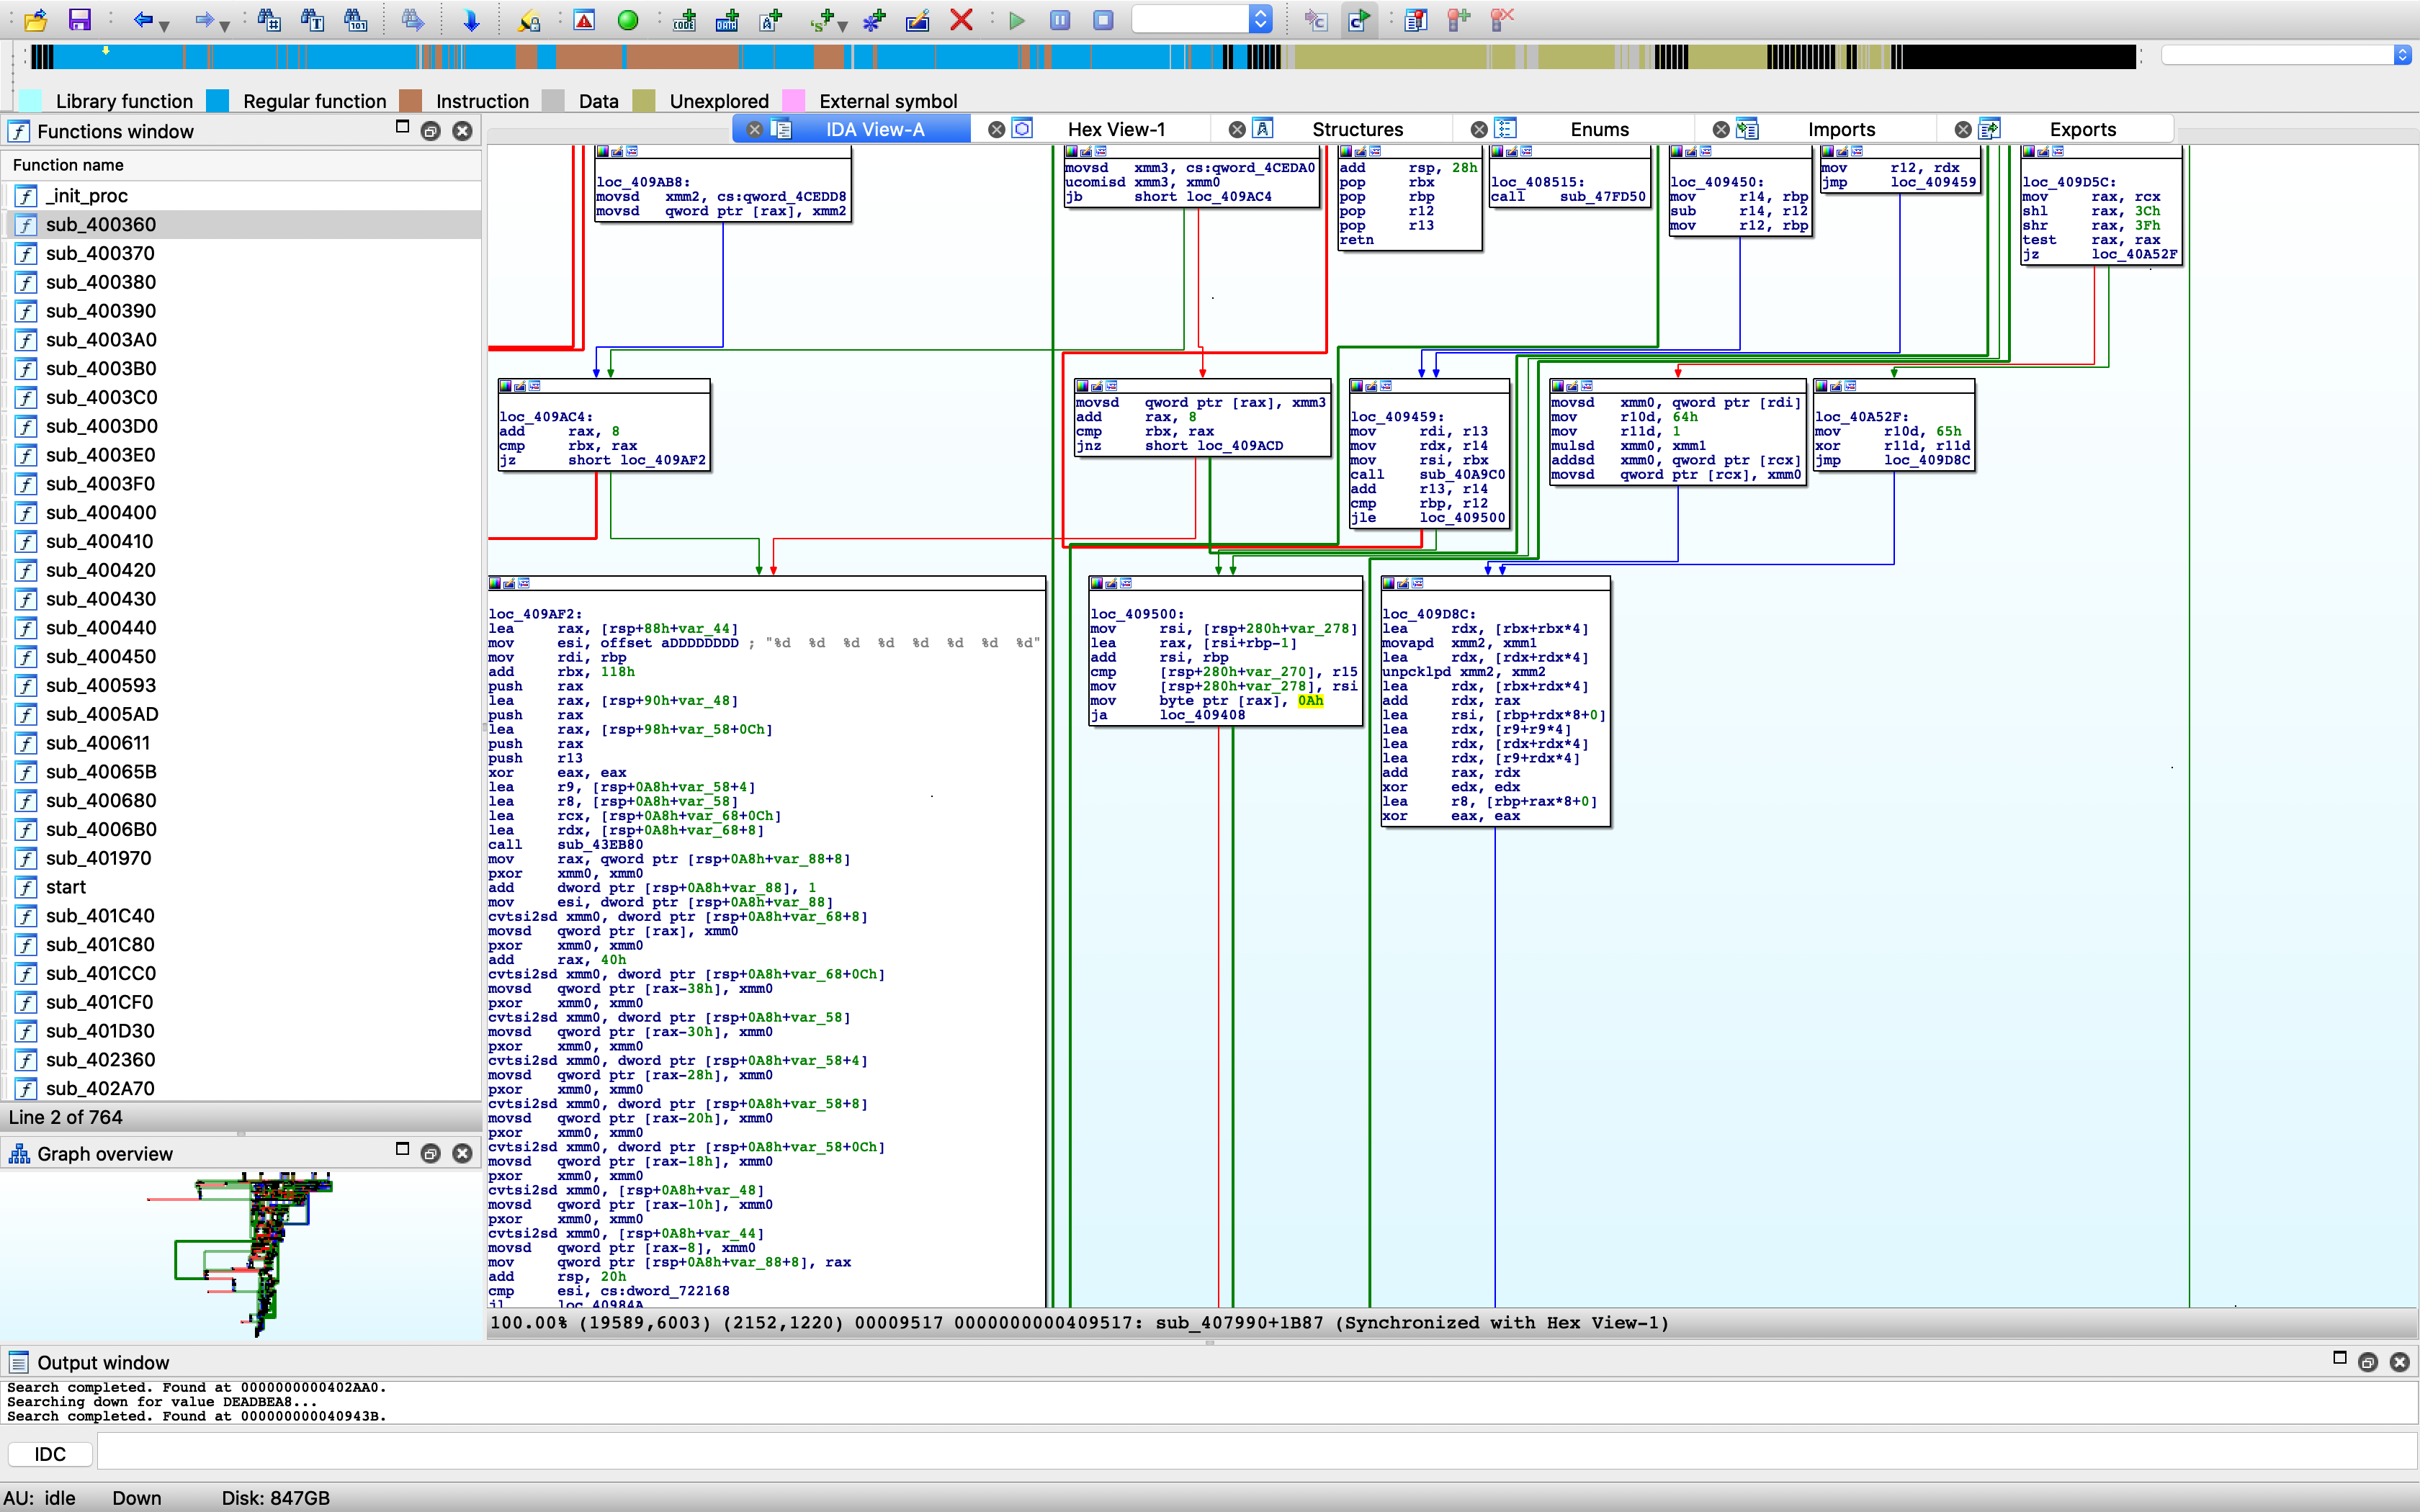 Library function Regular function Instruction Data Unexplored External symbol
Functions window
Function name
_init_proc
sub_400360
sub_400370
sub_400380
sub_400390
sub_4003A0
sub_4003B0
sub_4003C0
sub_4003D0
sub_4003E0
sub_4003F0
sub_400400
sub_400410
sub_400420
sub_400430
sub_400440
sub_400450
sub_400593
sub_4005AD
sub_400611
sub_40065B
sub_400680
sub_4006B0
sub_401970
start
sub_401C40
sub_401C80
sub_401CC0
sub_401CF0
sub_401D30
sub_402360
sub_402A70
Line 2 of 764
Graph overview
IDA View-A Hex View-1 Structures Enums Imports Exports
loc_409AB8:
movsd xmm2, cs:qword_4CEDD8
movsd qword ptr [rax], xmm2
movsd xmm3, cs:qword_4CEDA0
ucomisd xmm3, xmm0
jb short loc_409AC4
add rsp, 28h
pop rbx
pop rbp
pop r12
pop r13
retn
loc_408515:
call sub_47FD50
loc_409450:
mov r14, rbp
sub r14, r12
mov r12, rbp
mov r12, rdx
jmp loc_409459
loc_409D5C:
mov rax, rcx
shl rax, 3Ch
shr rax, 3Fh
test rax, rax
jz loc_40A52F
loc_409AC4:
add rax, 8
cmp rbx, rax
jz short loc_409AF2
movsd qword ptr [rax], xmm3
add rax, 8
cmp rbx, rax
jnz short loc_409ACD
loc_409459:
mov rdi, r13
mov rdx, r14
mov rsi, rbx
call sub_40A9C0
add r13, r14
cmp rbp, r12
jle loc_409500
movsd xmm0, qword ptr [rdi]
mov r10d, 64h
mov r11d, 1
mulsd xmm0, xmm1
addsd xmm0, qword ptr [rcx]
movsd qword ptr [rcx], xmm0
loc_40A52F:
mov r10d, 65h
xor r11d, r11d
jmp loc_409D8C
loc_409AF2:
lea rax, [rsp+88h+var_44]
mov esi, offset aDDDDDDDD ; "%d %d %d %d %d %d %d %d"
mov rdi, rbp
add rbx, 118h
push rax
lea rax, [rsp+90h+var_48]
push rax
lea rax, [rsp+98h+var_58+0Ch]
push rax
push r13
xor eax, eax
lea r9, [rsp+0A8h+var_58+4]
lea r8, [rsp+0A8h+var_58]
lea rcx, [rsp+0A8h+var_68+0Ch]
lea rdx, [rsp+0A8h+var_68+8]
call sub_43EB80
mov rax, qword ptr [rsp+0A8h+var_88+8]
pxor xmm0, xmm0
add dword ptr [rsp+0A8h+var_88], 1
mov esi, dword ptr [rsp+0A8h+var_88]
cvtsi2sd xmm0, dword ptr [rsp+0A8h+var_68+8]
movsd qword ptr [rax], xmm0
pxor xmm0, xmm0
add rax, 40h
cvtsi2sd xmm0, dword ptr [rsp+0A8h+var_68+0Ch]
movsd qword ptr [rax-38h], xmm0
pxor xmm0, xmm0
cvtsi2sd xmm0, dword ptr [rsp+0A8h+var_58]
movsd qword ptr [rax-30h], xmm0
pxor xmm0, xmm0
cvtsi2sd xmm0, dword ptr [rsp+0A8h+var_58+4]
movsd qword ptr [rax-28h], xmm0
pxor xmm0, xmm0
cvtsi2sd xmm0, dword ptr [rsp+0A8h+var_58+8]
movsd qword ptr [rax-20h], xmm0
pxor xmm0, xmm0
cvtsi2sd xmm0, dword ptr [rsp+0A8h+var_58+0Ch]
movsd qword ptr [rax-18h], xmm0
pxor xmm0, xmm0
cvtsi2sd xmm0, [rsp+0A8h+var_48]
movsd qword ptr [rax-10h], xmm0
pxor xmm0, xmm0
cvtsi2sd xmm0, [rsp+0A8h+var_44]
movsd qword ptr [rax-8], xmm0
mov qword ptr [rsp+0A8h+var_88+8], rax
add rsp, 20h
cmp esi, cs:dword_722168
jl loc_40984A
loc_409500:
mov rsi, [rsp+280h+var_278]
lea rax, [rsi+rbp-1]
add rsi, rbp
cmp [rsp+280h+var_270], r15
mov [rsp+280h+var_278], rsi
mov byte ptr [rax], 0Ah
ja loc_409408
loc_409D8C:
lea rdx, [rbx+rbx*4]
movapd xmm2, xmm1
lea rdx, [rdx+rdx*4]
unpcklpd xmm2, xmm2
lea rdx, [rbx+rdx*4]
add rdx, rax
lea rsi, [rbp+rdx*8+0]
lea rdx, [r9+r9*4]
lea rdx, [rdx+rdx*4]
lea rdx, [r9+rdx*4]
add rax, rdx
xor edx, edx
lea r8, [rbp+rax*8+0]
xor eax, eax
100.00% (19589,6003) (2152,1220) 00009517 0000000000409517: sub_407990+1B87 (Synchronized with Hex View-1)
Output window
Search completed. Found at 0000000000402AA0.
Searching down for value DEADBEA8...
Search completed. Found at 000000000040943B.
IDC
AU: idle Down Disk: 847GB